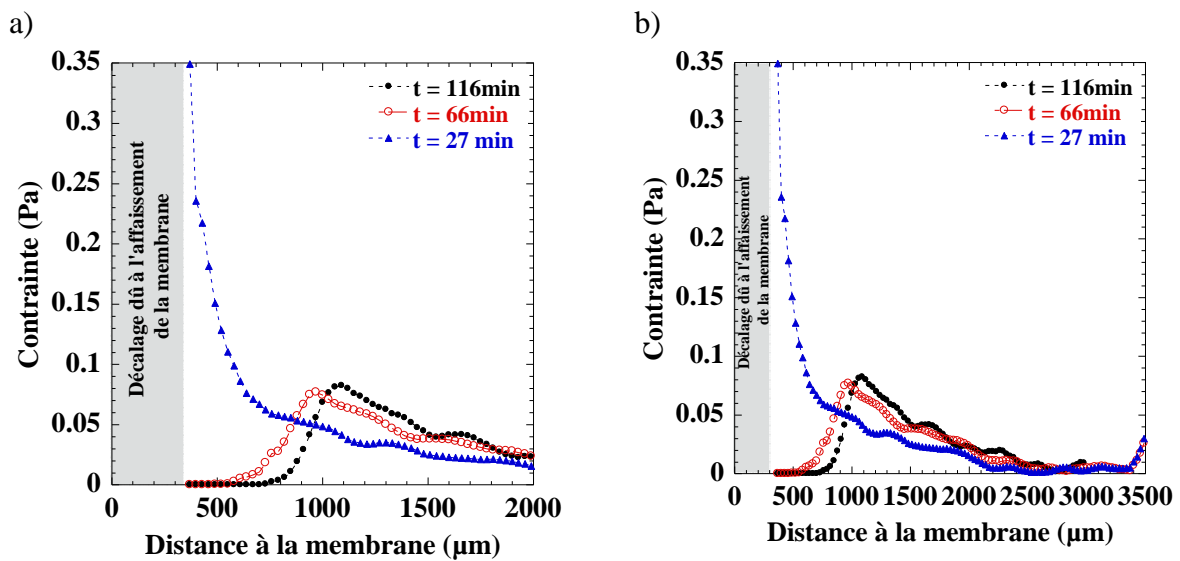 a)
0.35
0.3
0.25
0.2
0.15
0.1
0.05
0
Contrainte (Pa)
Décalage dû à l'affaissement
de la membrane
t = 116min
t = 66min
t = 27 min
0
500
1000
1500
2000
Distance à la membrane (µm)
b)
0.35
0.3
0.25
0.2
0.15
0.1
0.05
0
Contrainte (Pa)
Décalage dû à l'affaissement
de la membrane
t = 116min
t = 66min
t = 27 min
0
500
1000
1500
2000
2500
3000
3500
Distance à la membrane (µm)